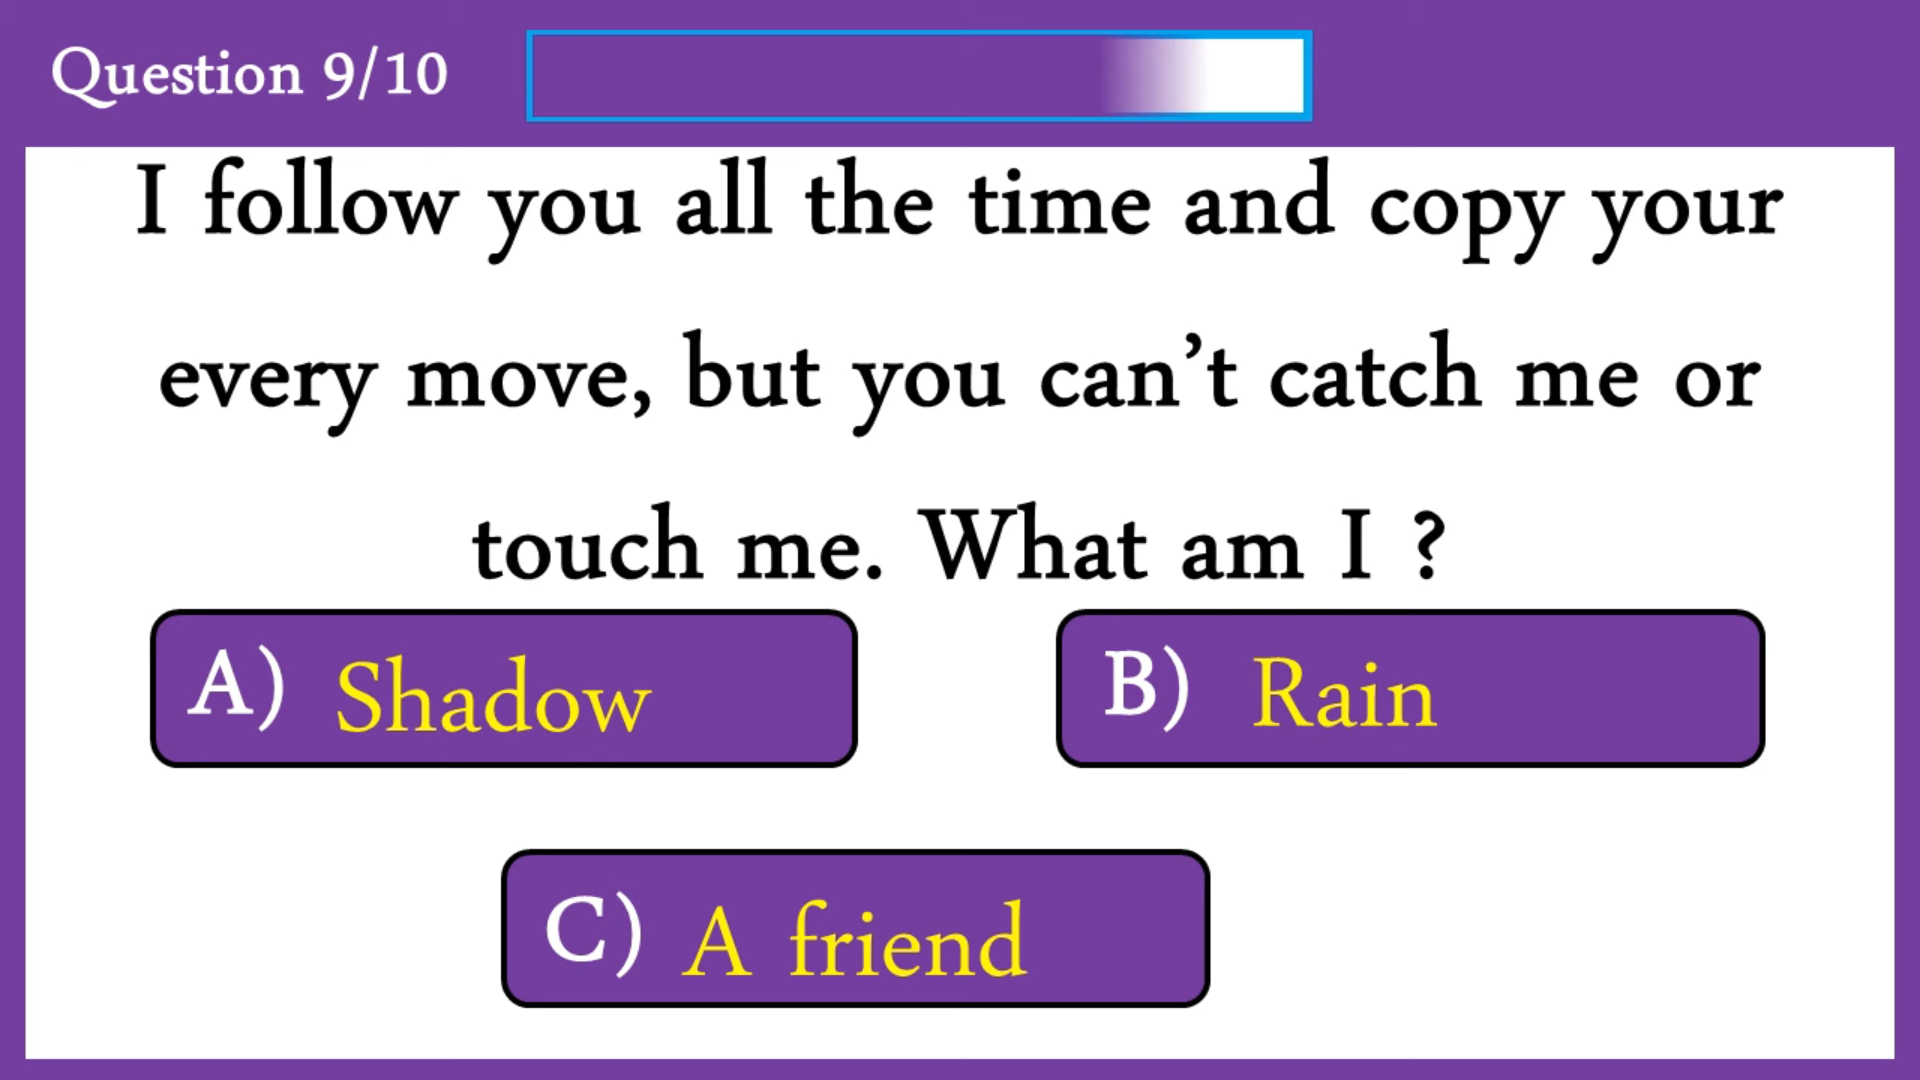 Question 9/10
I follow you all the time and copy your
every move, but you can’t catch me or
touch me. What am I ?
A) Shadow
B) Rain
C) A friend